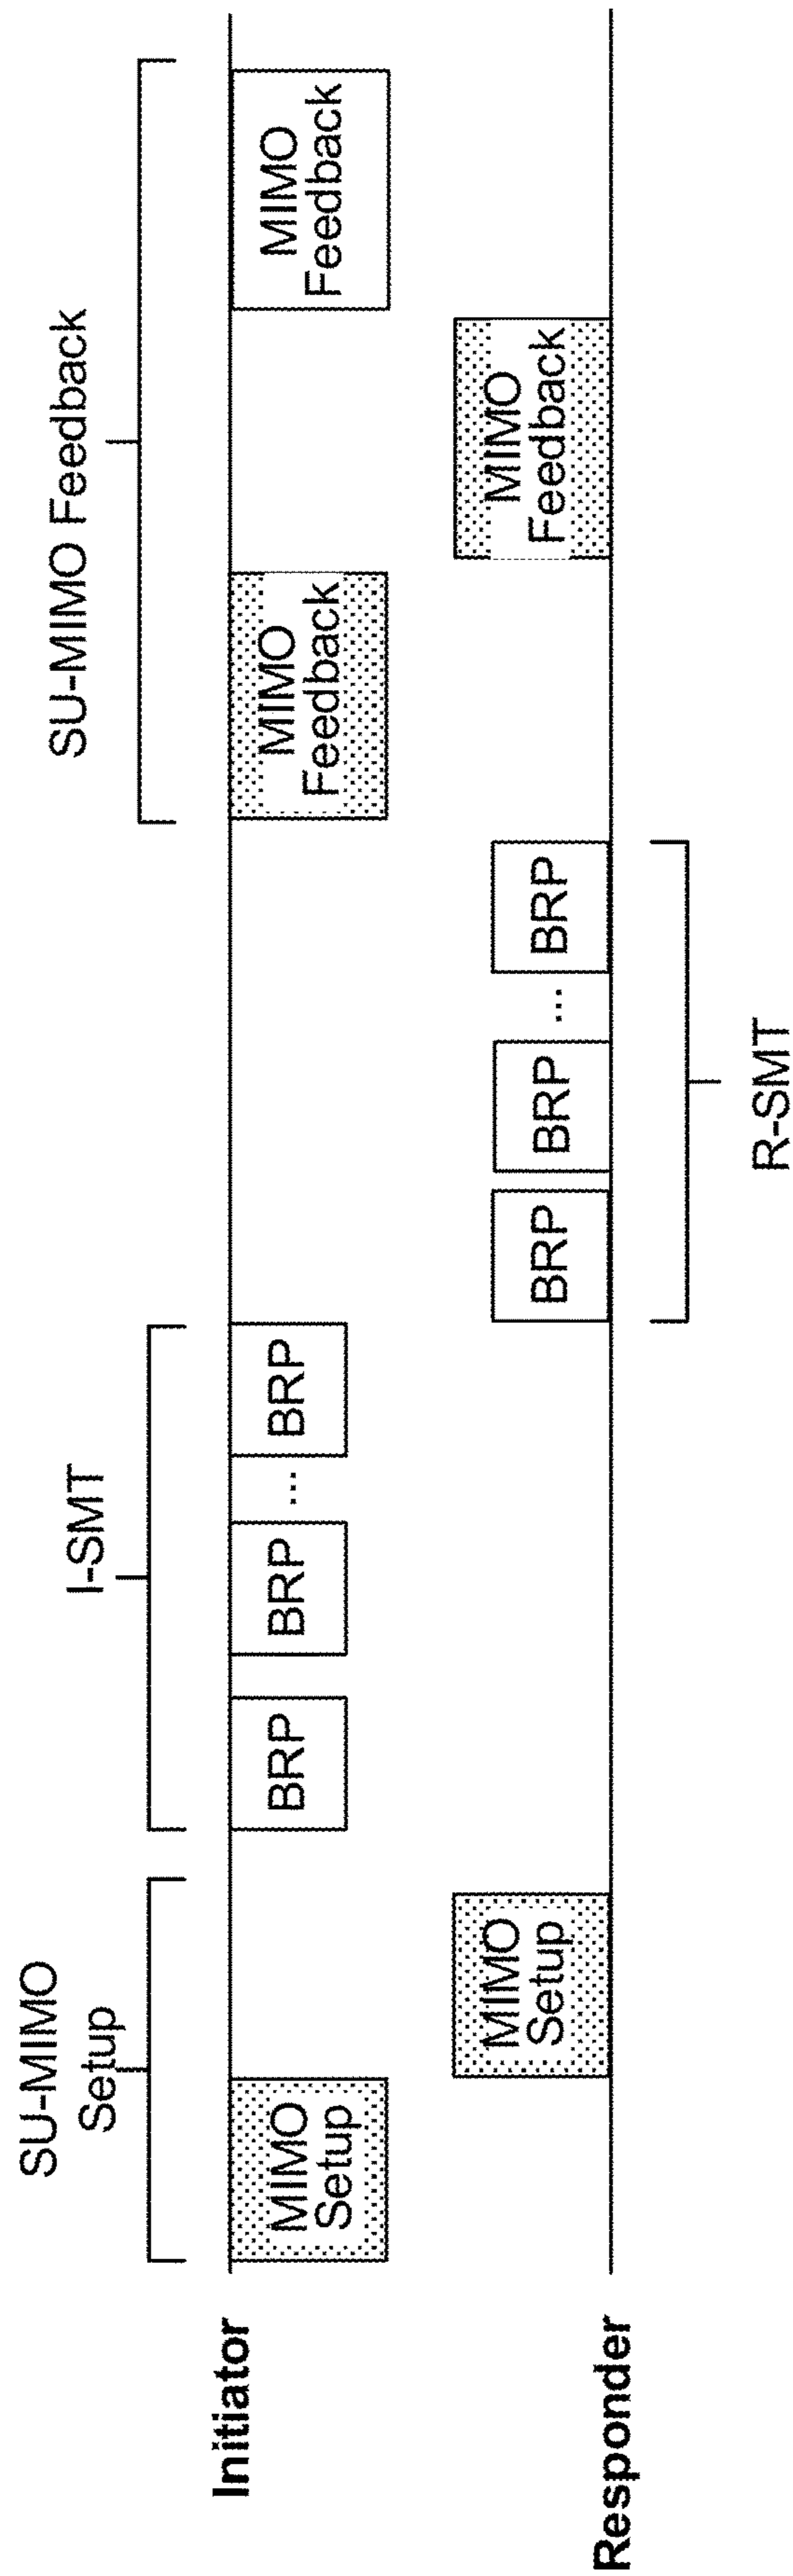 SU-MIMO
Setup
I-SMT
SU-MIMO Feedback
Initiator
MIMO
Setup
BRP
BRP
...
BRP
MIMO
Feedback
MIMO
Feedback
Responder
MIMO
Setup
BRP
BRP
...
BRP
MIMO
Feedback
R-SMT